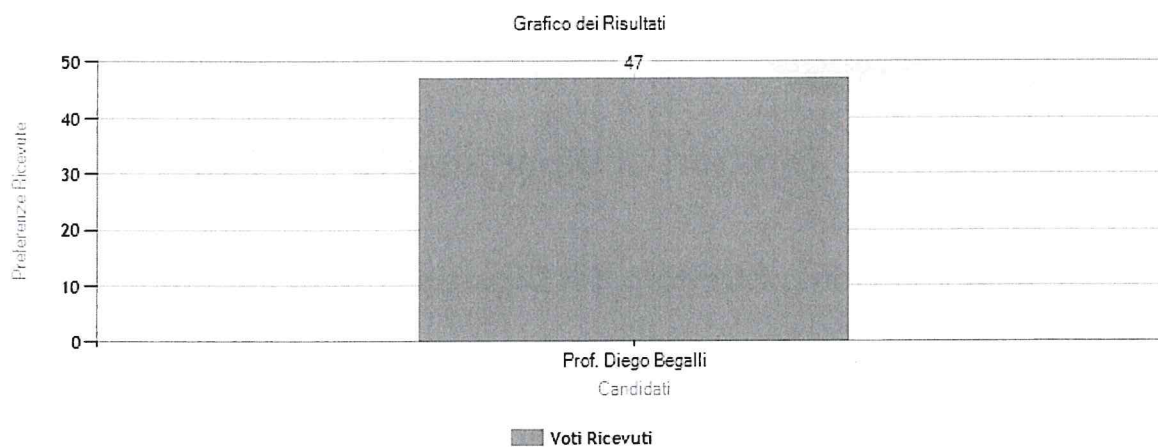 Grafico dei Risultati
47
50
40
30
20
10
0
Preferenze Ricevute
Prof. Diego Begalli
Candidati
Voti Ricevuti